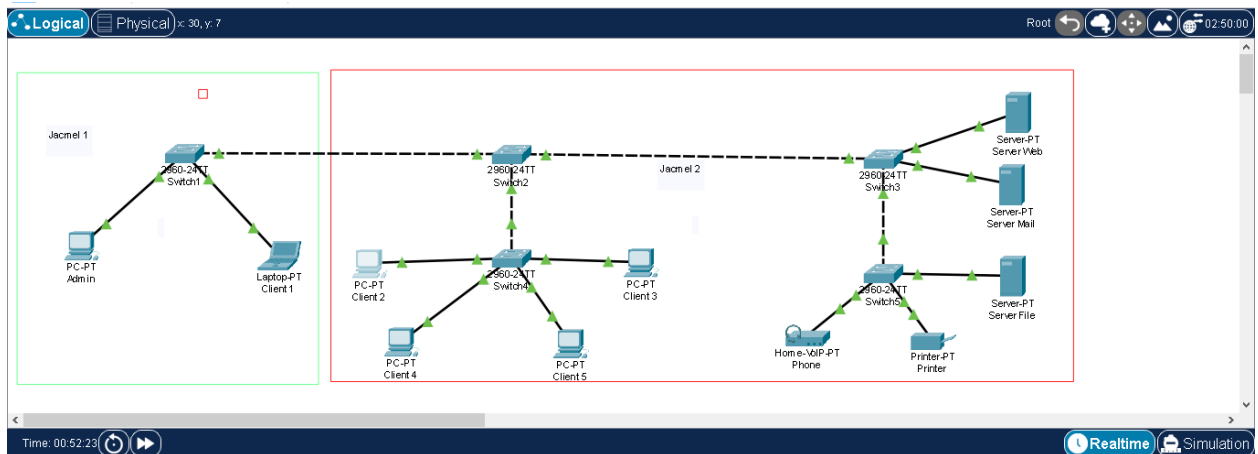 Logical Physical x: 30, y: 7 Root 02:50:00
Jacmel 1
2960-24TT
Switch1
PC-PT
Admin
Laptop-PT
Client 1
2960-24TT
Switch2
Jacmel 2
2960-24TT
Switch3
Server-PT
Server Web
Server-PT
Server Mail
PC-PT
Client 2
2960-24TT
Switch4
PC-PT
Client 3
PC-PT
Client 4
PC-PT
Client 5
2960-24TT
Switch5
Server-PT
Server File
Home-VoIP-PT
Phone
Printer-PT
Printer
Time: 00:52:23 Realtime Simulation